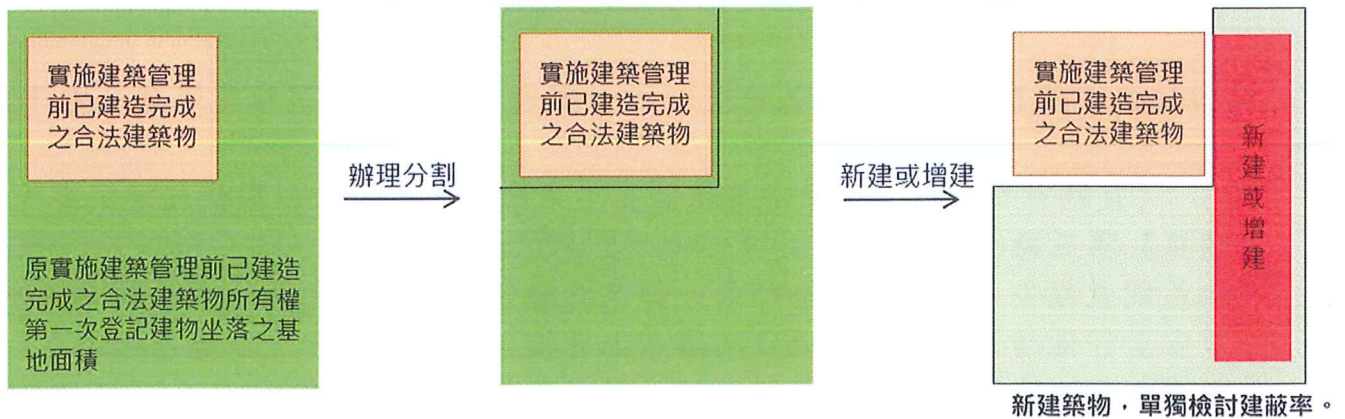 實施建築管理
前已建造完成
之合法建築物
原實施建築管理前已建造
完成之合法建築物所有權
第一次登記建物坐落之基
地面積
辦理分割
實施建築管理
前已建造完成
之合法建築物
新建或增建
實施建築管理
前已建造完成
之合法建築物
新建或增建
新建築物，單獨檢討建蔽率。